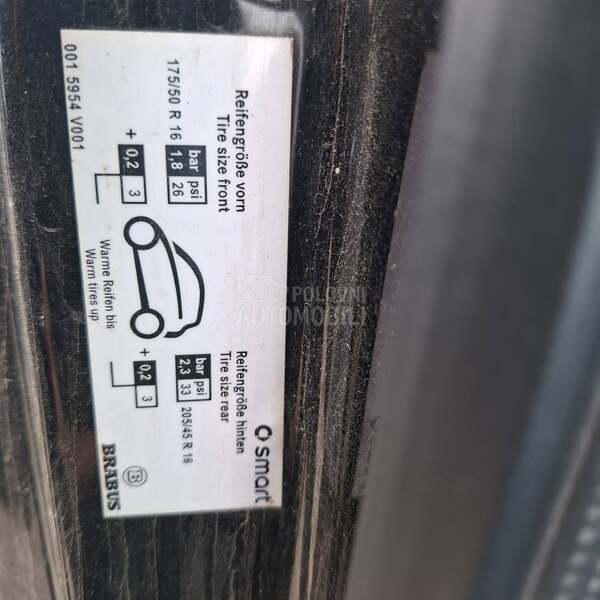 Reifengröße vorn
Tire size front
175/50 R 16
bar psi
1,8 26
+ 0,2 3
Warme Reifen bis
Warm tires up
Reifengröße hinten
Tire size rear
bar psi
2,3 33
205/45 R 16
+ 0,2 3
smart
B
BRABUS
001 5954 V001
POLOVNI
AUTOMOBILI